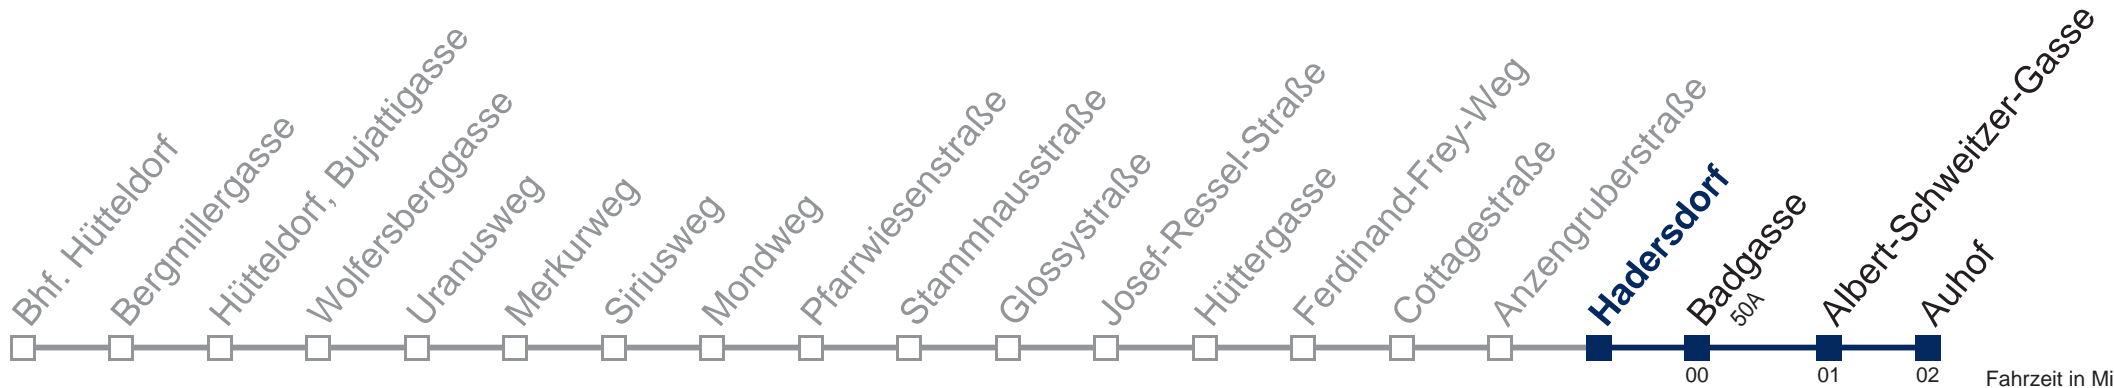 Bhf. Hütteldorf
Bergmillergasse
Hütteldorf, Bujattigasse
Wolfersberggasse
Uranusweg
Merkurweg
Siriusweg
Mondweg
Pfarrwiesenstraße
Stammhausstraße
Glossystraße
Josef-Ressel-Straße
Hüttergasse
Ferdinand-Frey-Weg
Cottagestraße
Anzengruberstraße
Hadersdorf
Badgasse
50A
Albert-Schweitzer-Gasse
Auhof
00 01 02 Fahrzeit in Mi